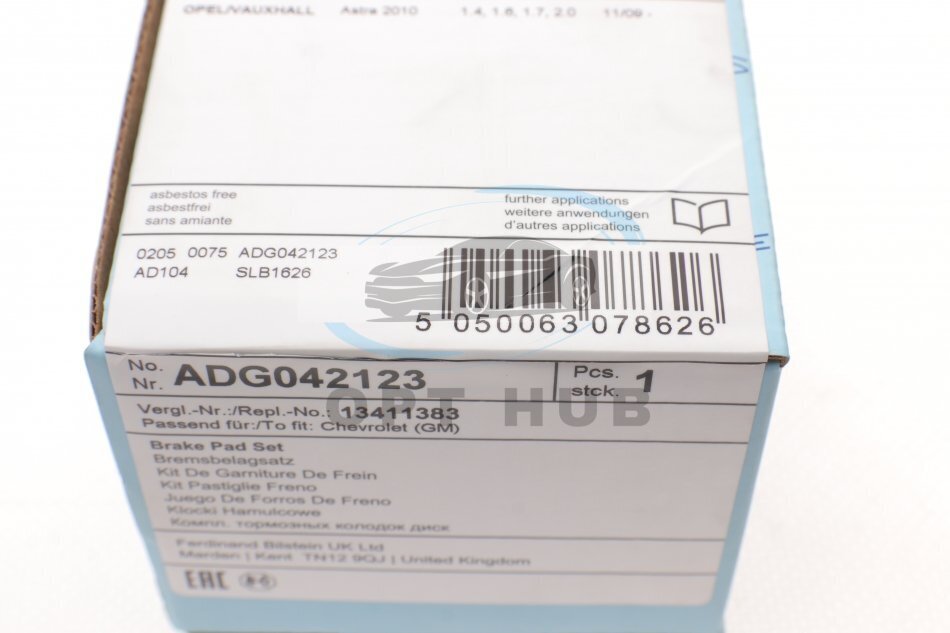 OPEL/VAUXHALL Astra 2010 1.4, 1.6, 1.7, 2.0 11/09 -
asbestos free
asbestfrei
sans amiante
further applications
weitere anwendungen
d'autres applications
0205 0075 ADG042123
AD104 SLB1626
5 050063 078626
No.
Nr. ADG042123
Pcs.
stck. 1
OPT HUB
Vergl.-Nr.:/Repl.-No.: 13411383
Passend für:/To fit: Chevrolet (GM)
Brake Pad Set
Bremsbelagsatz
Kit De Garniture De Frein
Kit Pastiglie Freno
Juego De Forros De Freno
Klocki Hamulcowe
Компл. тормозных колодок диск
Ferdinand Bilstein UK Ltd
Marden | Kent TN12 9QJ | United Kingdom
EAC